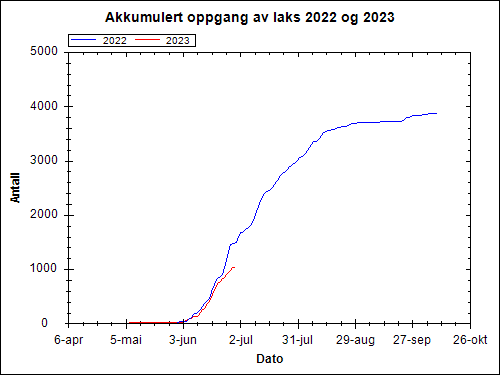 Akkumulert oppgang av laks 2022 og 2023
2022 2023
5000
4000
3000
2000
1000
0
Antall
6-apr 5-mai 3-jun 2-jul 31-jul 29-aug 27-sep 26-okt
Dato